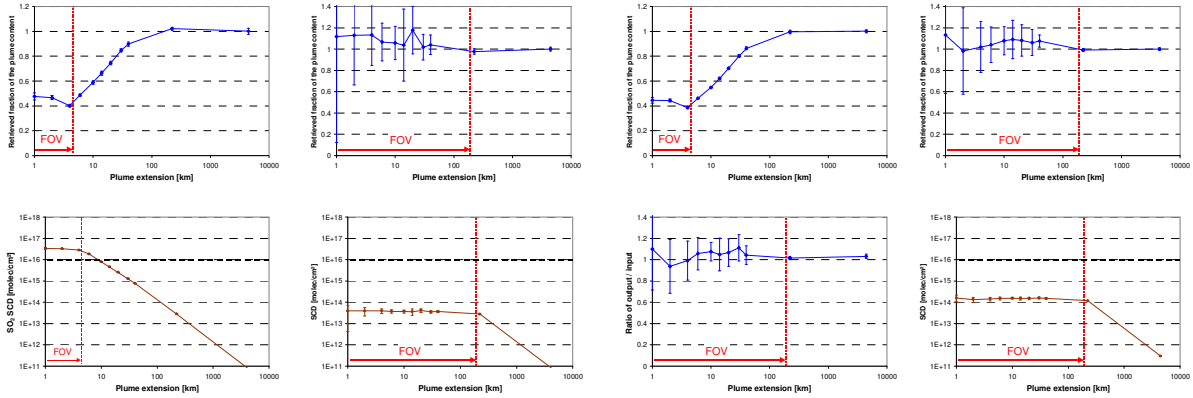 Retrieved fraction of the plume content
1.2
1
0.8
0.6
0.4
0.2
0
FOV
1 10 100 1000 10000
Plume extension [km]
Retrieved fraction of the plume content
1.4
1.2
1
0.8
0.6
0.4
0.2
0
FOV
1 10 100 1000 10000
Plume extension [km]
Retrieved fraction of the plume content
1.2
1
0.8
0.6
0.4
0.2
0
FOV
1 10 100 1000 10000
Plume extension [km]
Retrieved fraction of the plume content
1.4
1.2
1
0.8
0.6
0.4
0.2
0
FOV
1 10 100 1000 10000
Plume extension [km]
SO₂ SCD [molec/cm²]
1E+18
1E+17
1E+16
1E+15
1E+14
1E+13
1E+12
1E+11
FOV
1 10 100 1000 10000
Plume extension [km]
SCD [molec/cm²]
1E+18
1E+17
1E+16
1E+15
1E+14
1E+13
1E+12
1E+11
FOV
1 10 100 1000 10000
Plume extension [km]
Ratio of output / input
1.4
1.2
1
0.8
0.6
0.4
0.2
0
FOV
1 10 100 1000 10000
Plume extension [km]
SCD [molec/cm²]
1E+18
1E+17
1E+16
1E+15
1E+14
1E+13
1E+12
1E+11
FOV
1 10 100 1000 10000
Plume extension [km]